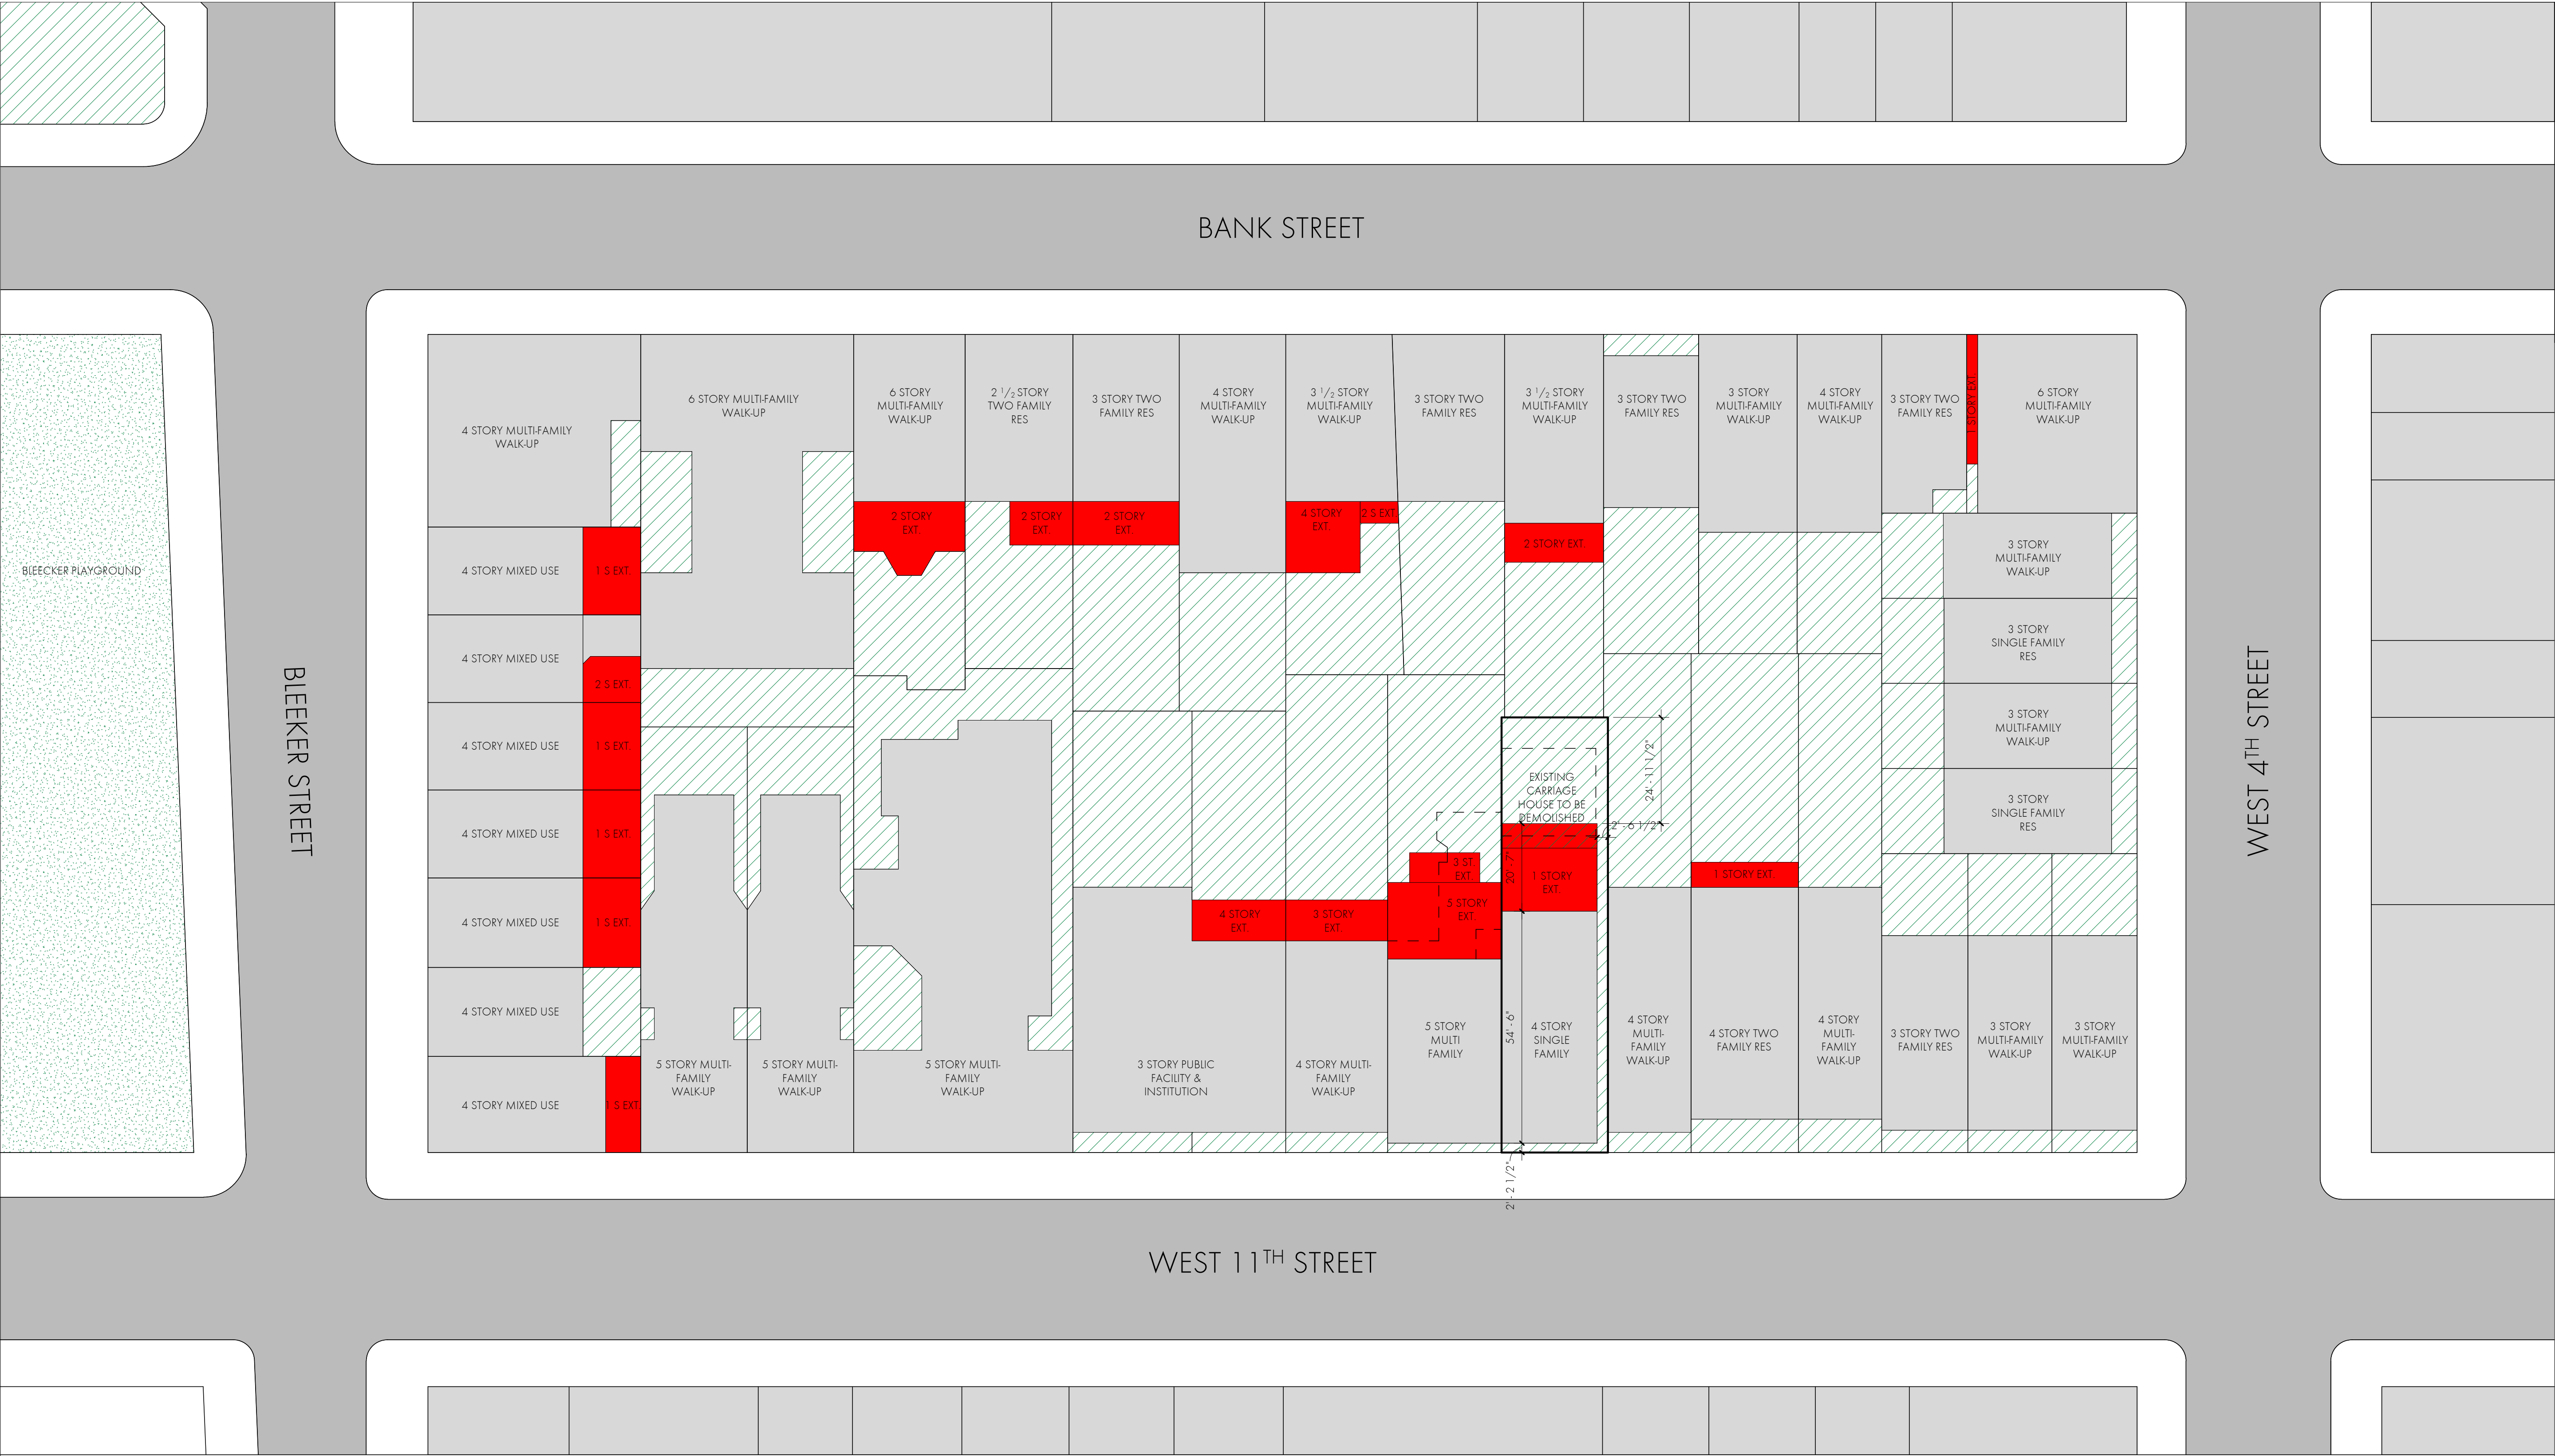 BANK STREET
6 STORY MULTI-FAMILY
WALK-UP
6 STORY
MULTI-FAMILY
WALK-UP
2 1/2 STORY
TWO FAMILY
RES
3 STORY TWO
FAMILY RES
4 STORY
MULTI-FAMILY
WALK-UP
3 1/2 STORY
MULTI-FAMILY
WALK-UP
3 STORY TWO
FAMILY RES
3 1/2 STORY
MULTI-FAMILY
WALK-UP
3 STORY TWO
FAMILY RES
3 STORY
MULTI-FAMILY
WALK-UP
4 STORY
MULTI-FAMILY
WALK-UP
3 STORY TWO
FAMILY RES
1 STORY EXT.
6 STORY
MULTI-FAMILY
WALK-UP
4 STORY MULTI-FAMILY
WALK-UP
2 STORY
EXT.
2 STORY
EXT.
2 STORY
EXT.
4 STORY
EXT.
2 S EXT.
2 STORY EXT.
BLEECKER PLAYGROUND
4 STORY MIXED USE
1 S EXT.
4 STORY MIXED USE
2 S EXT.
4 STORY MIXED USE
1 S EXT.
4 STORY MIXED USE
1 S EXT.
4 STORY MIXED USE
1 S EXT.
4 STORY MIXED USE
4 STORY MIXED USE
1 S EXT.
BLEEKER STREET
3 STORY
MULTI-FAMILY
WALK-UP
3 STORY
SINGLE FAMILY
RES
3 STORY
MULTI-FAMILY
WALK-UP
3 STORY
SINGLE FAMILY
RES
WEST 4TH STREET
EXISTING
CARRIAGE
HOUSE TO BE
DEMOLISHED
24' - 11 1/2"
2' - 6 1/2"
20' - 7"
1 STORY
EXT.
3 ST.
EXT.
5 STORY
EXT.
4 STORY
EXT.
3 STORY
EXT.
1 STORY EXT.
54' - 6"
2' - 2 1/2"
5 STORY MULTI-
FAMILY
WALK-UP
5 STORY MULTI-
FAMILY
WALK-UP
5 STORY MULTI-
FAMILY
WALK-UP
3 STORY PUBLIC
FACILITY &
INSTITUTION
4 STORY MULTI-
FAMILY
WALK-UP
5 STORY
MULTI
FAMILY
4 STORY
SINGLE
FAMILY
4 STORY
MULTI-
FAMILY
WALK-UP
4 STORY TWO
FAMILY RES
4 STORY
MULTI-
FAMILY
WALK-UP
3 STORY TWO
FAMILY RES
3 STORY
MULTI-FAMILY
WALK-UP
3 STORY
MULTI-FAMILY
WALK-UP
WEST 11TH STREET